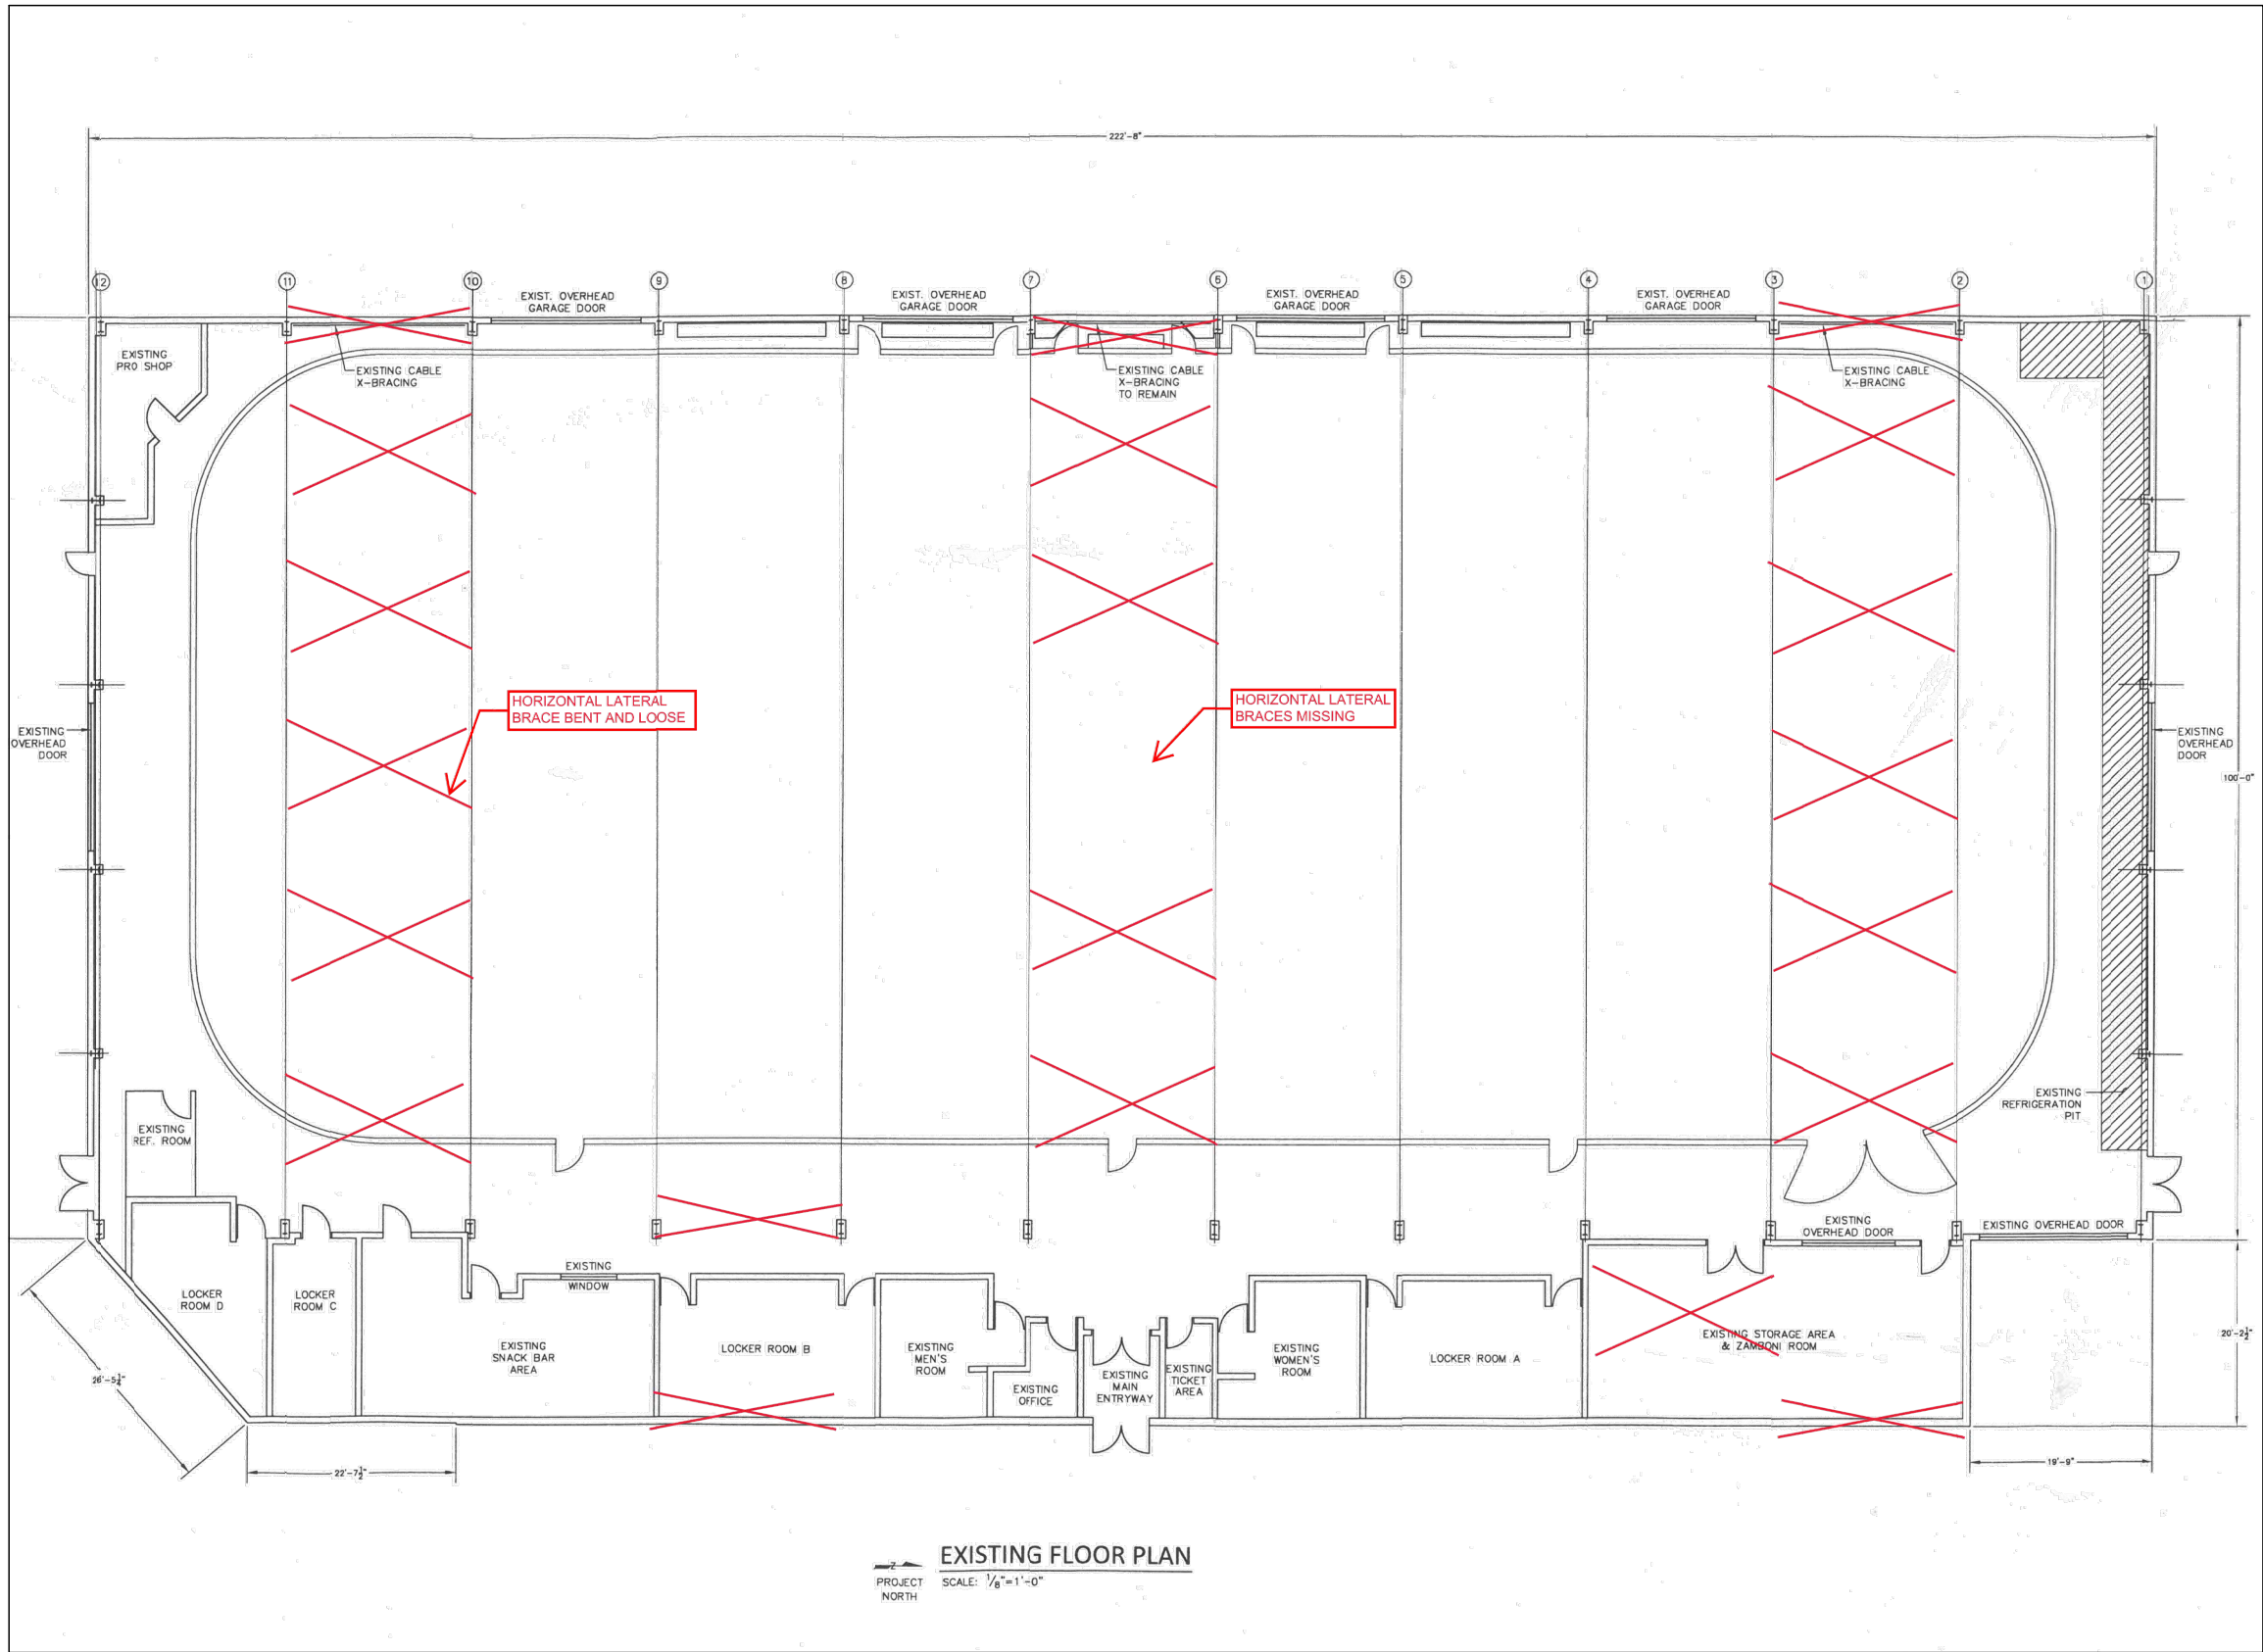 222'-8"
12
11
10
9
8
7
6
5
4
3
2
1
EXIST. OVERHEAD
GARAGE DOOR
EXIST. OVERHEAD
GARAGE DOOR
EXIST. OVERHEAD
GARAGE DOOR
EXIST. OVERHEAD
GARAGE DOOR
EXISTING
PRO SHOP
EXISTING CABLE
X-BRACING
EXISTING CABLE
X-BRACING
TO REMAIN
EXISTING CABLE
X-BRACING
HORIZONTAL LATERAL
BRACE BENT AND LOOSE
HORIZONTAL LATERAL
BRACES MISSING
EXISTING
OVERHEAD
DOOR
EXISTING
OVERHEAD
DOOR
100'-0"
EXISTING
REFRIGERATION
PIT
EXISTING
REF. ROOM
EXISTING
OVERHEAD DOOR
EXISTING OVERHEAD DOOR
LOCKER
ROOM D
LOCKER
ROOM C
EXISTING
WINDOW
EXISTING
SNACK BAR
AREA
LOCKER ROOM B
EXISTING
MEN'S
ROOM
EXISTING
OFFICE
EXISTING
MAIN
ENTRYWAY
EXISTING
TICKET
AREA
EXISTING
WOMEN'S
ROOM
LOCKER ROOM A
EXISTING STORAGE AREA
& ZAMBONI ROOM
20'-2½"
26'-5¼"
22'-7½"
19'-9"
Z
PROJECT
NORTH
EXISTING FLOOR PLAN
SCALE: 1/8"=1'-0"